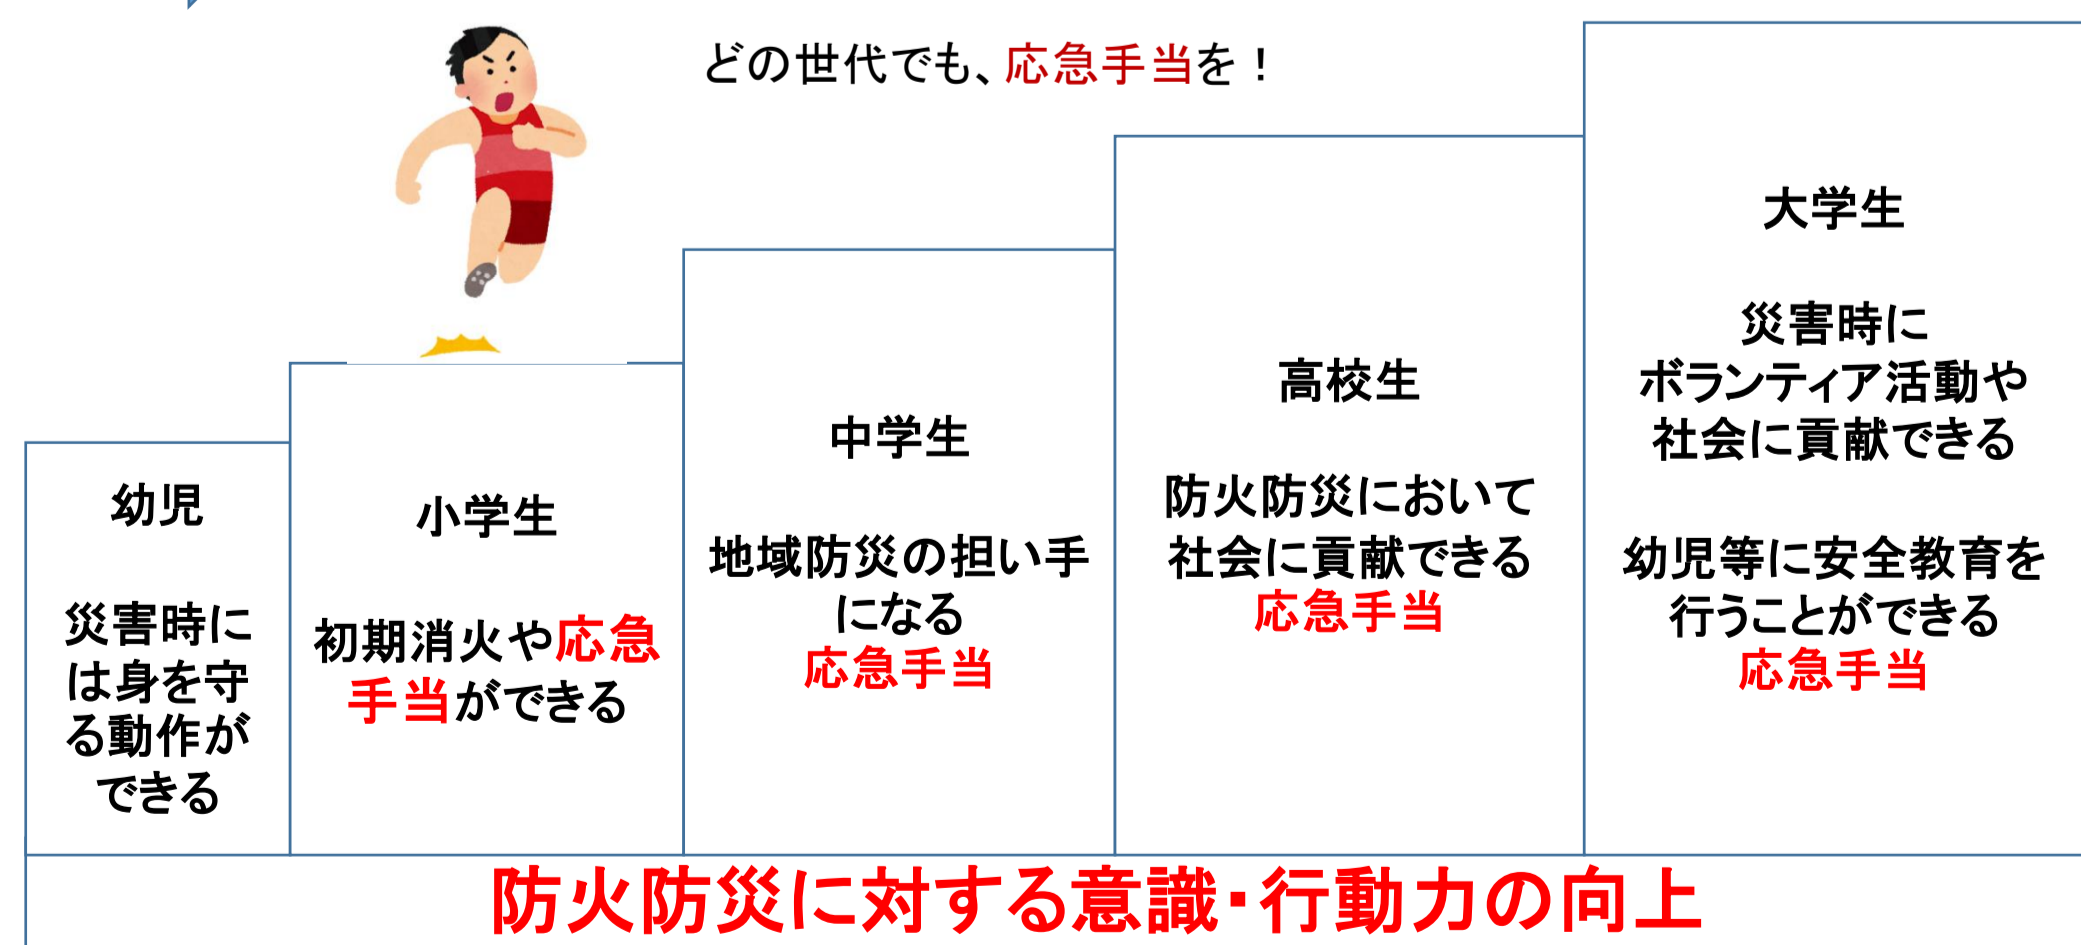 どの世代でも、応急手当を！
幼児
災害時に
は身を守
る動作が
できる
小学生
初期消火や応急
手当ができる
中学生
地域防災の担い手
になる
応急手当
高校生
防火防災において
社会に貢献できる
応急手当
大学生
災害時に
ボランティア活動や
社会に貢献できる
幼児等に安全教育を
行うことができる
応急手当
防火防災に対する意識・行動力の向上